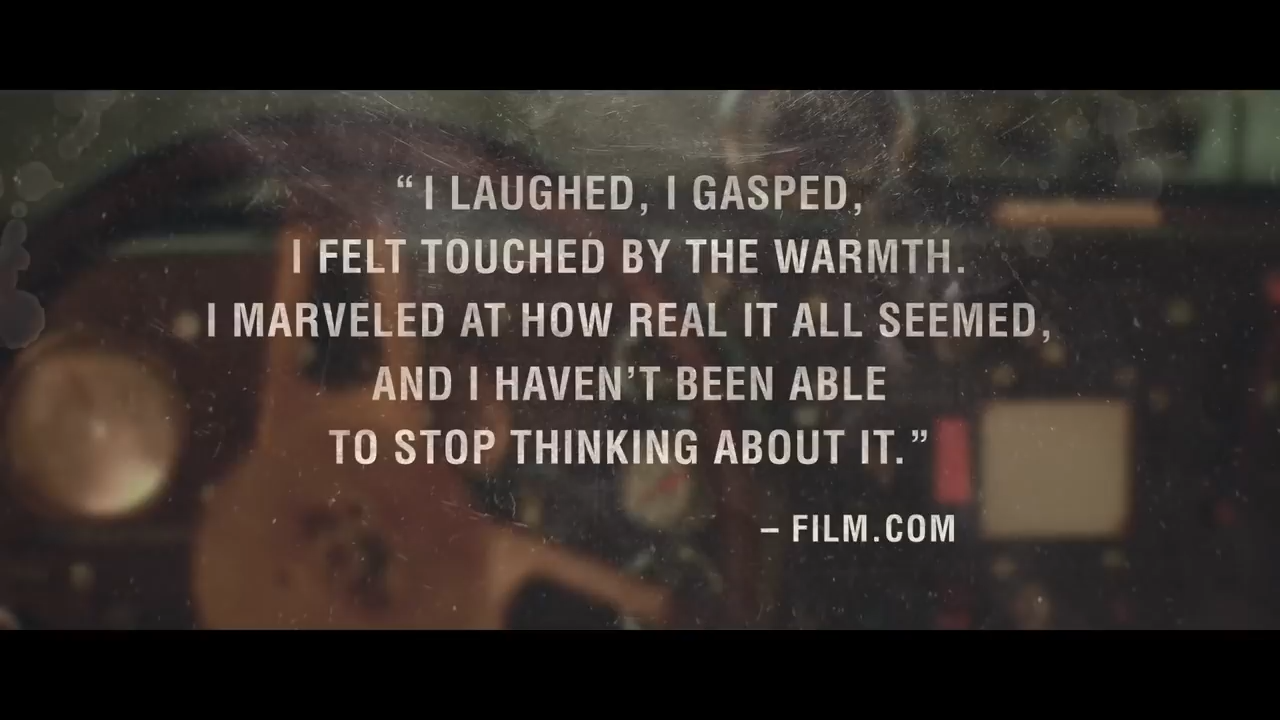 “ I LAUGHED, I GASPED,
I FELT TOUCHED BY THE WARMTH.
I MARVELED AT HOW REAL IT ALL SEEMED,
AND I HAVEN’T BEEN ABLE
TO STOP THINKING ABOUT IT.”
– FILM.COM